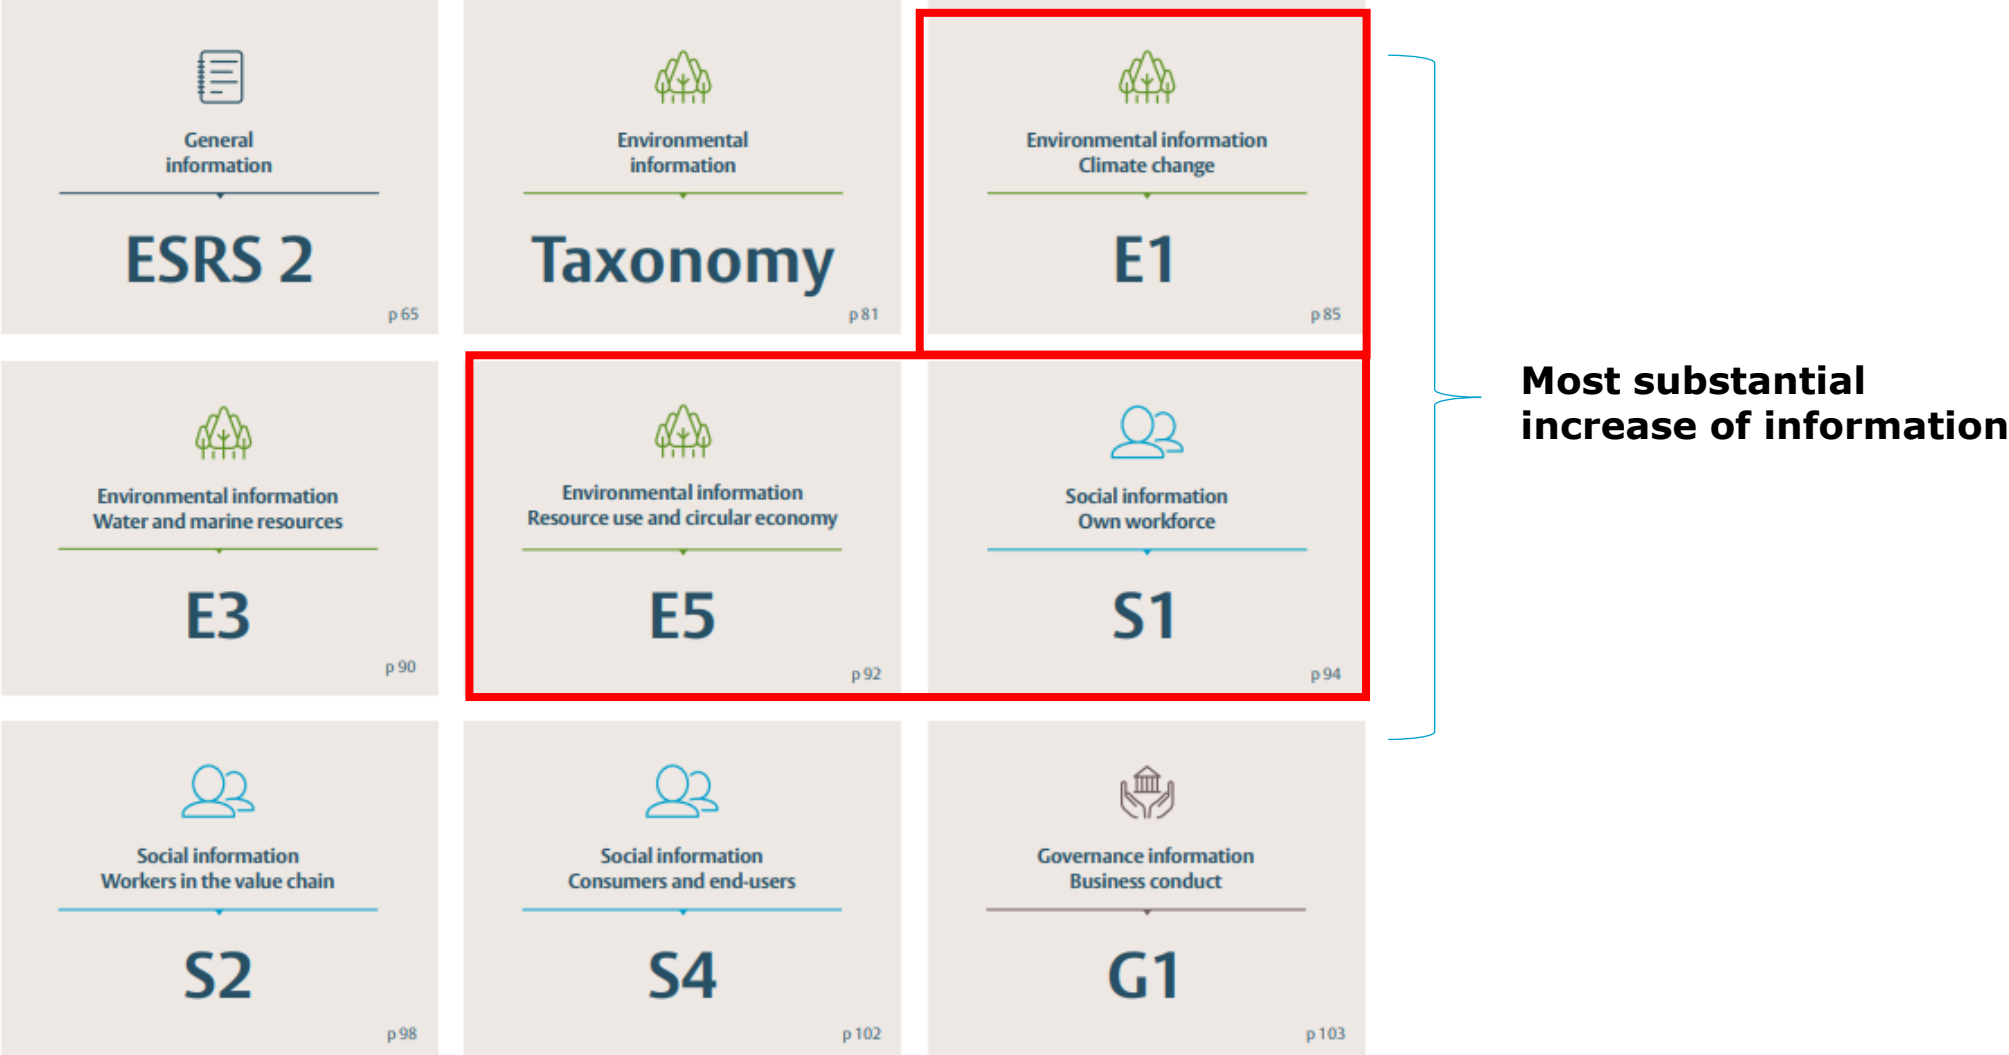 General
information
ESRS 2
p 65
Environmental
information
Taxonomy
p 81
Environmental information
Climate change
E1
p 85
Environmental information
Water and marine resources
E3
p 90
Environmental information
Resource use and circular economy
E5
p 92
Social information
Own workforce
S1
p 94
Most substantial
increase of information
Social information
Workers in the value chain
S2
p 98
Social information
Consumers and end-users
S4
p 102
Governance information
Business conduct
G1
p 103